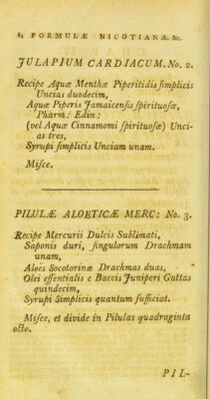 62 FORMULÆ NICOTIANÆ.&c.
JULAPIUM CARDIACUM. No. 2.
Recipe Aquæ Menthæ Piperitidis simplicis
Uncias duodecim,
Aquæ Piperis Jamaicensis spirituosæ,
Pharm: Edin:
(vel Aquæ Cinnamomi spirituosæ) Unci-
as tres,
Syrupi simplicis Unciam unam.
Misce.
PILULÆ ALOETICÆ MERC: No. 3.
Recipe Mercurii Dulcis Sublimati,
Saponis duri, singulorum Drachmam
unam,
Aloes Socotorinæ Drachmas duas,
Olei essentialis e Baccis Juniperi Guttas
quindecim,
Syrupi Simplicis quantum sufficiat.
Misce, et divide in Pilulas quadraginta
octo.
PIL-